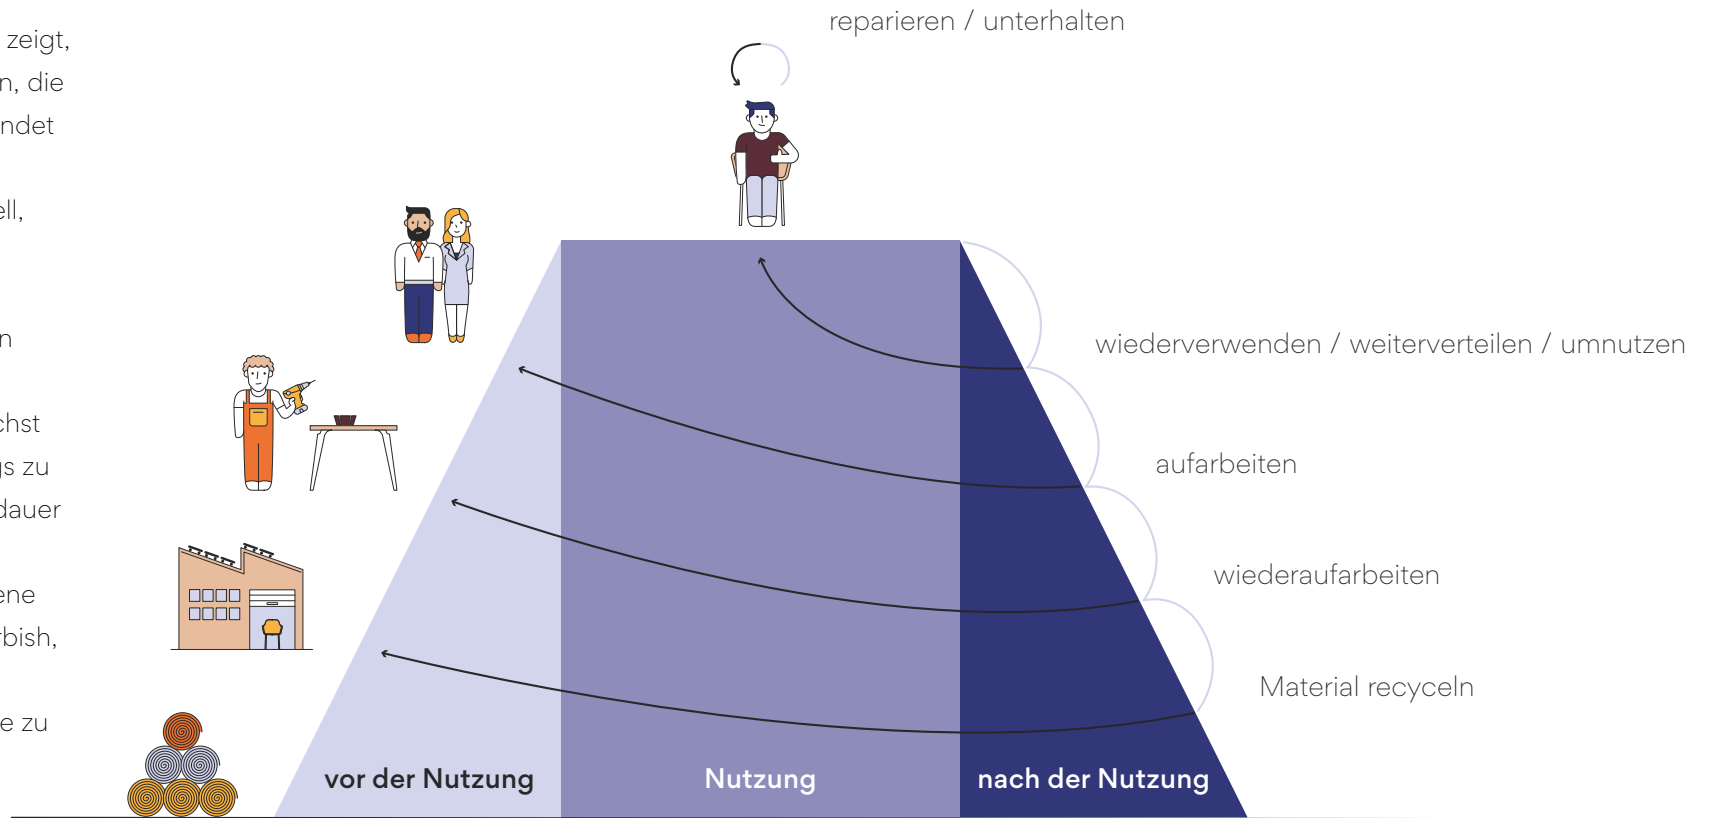 zeigt,
n, die
ndet
ell,
n
chst
gs zu
dauer
ene
rbish,
e zu
reparieren / unterhalten
wiederverwenden / weiterverteilen / umnutzen
aufarbeiten
wiederaufarbeiten
Material recyceln
vor der Nutzung
Nutzung
nach der Nutzung